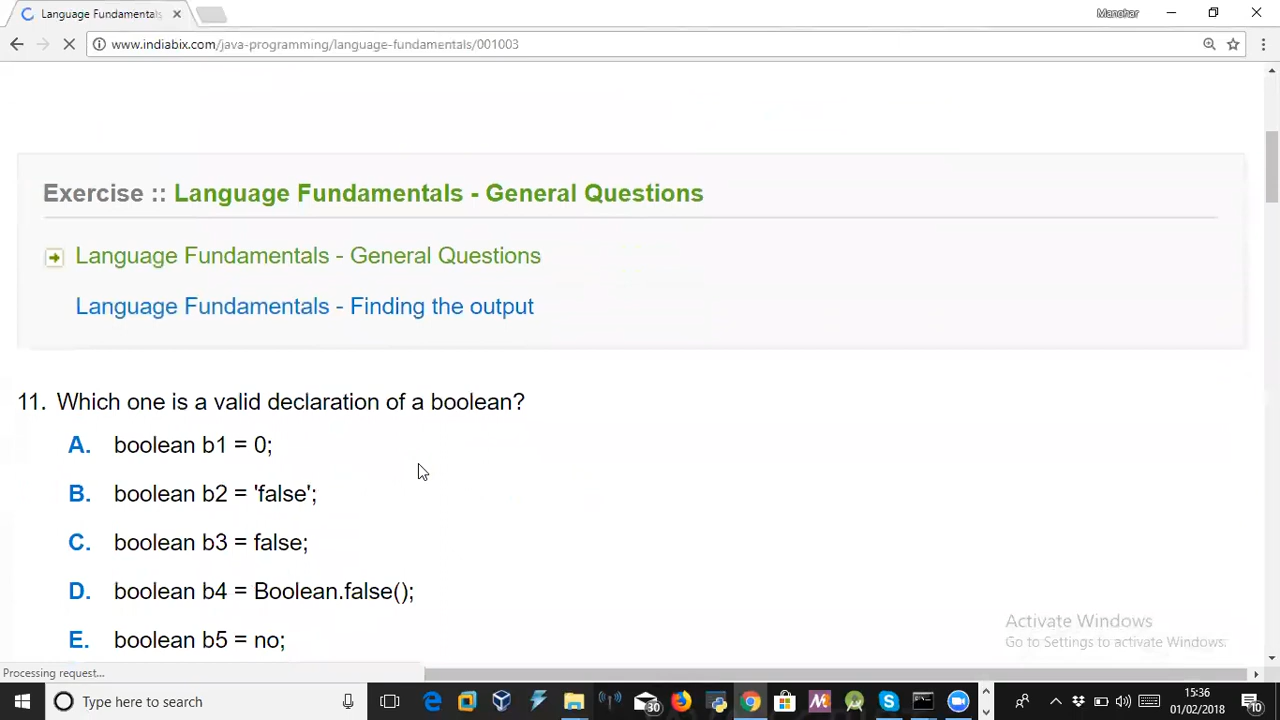 Language Fundamentals
Manohar
www.indiabix.com/java-programming/language-fundamentals/001003
Exercise :: Language Fundamentals - General Questions
Language Fundamentals - General Questions
Language Fundamentals - Finding the output
11. Which one is a valid declaration of a boolean?
A. boolean b1 = 0;
B. boolean b2 = 'false';
C. boolean b3 = false;
D. boolean b4 = Boolean.false();
E. boolean b5 = no;
Activate Windows
Go to Settings to activate Windows.
Processing request...
Type here to search
30
15:36
01/02/2018
10